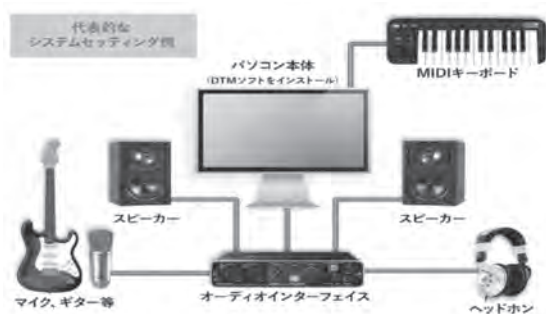 代表的な
システムセッティング例
パソコン本体
(DTMソフトをインストール)
MIDIキーボード
スピーカー
スピーカー
マイク、ギター等
オーディオインターフェイス
ヘッドホン